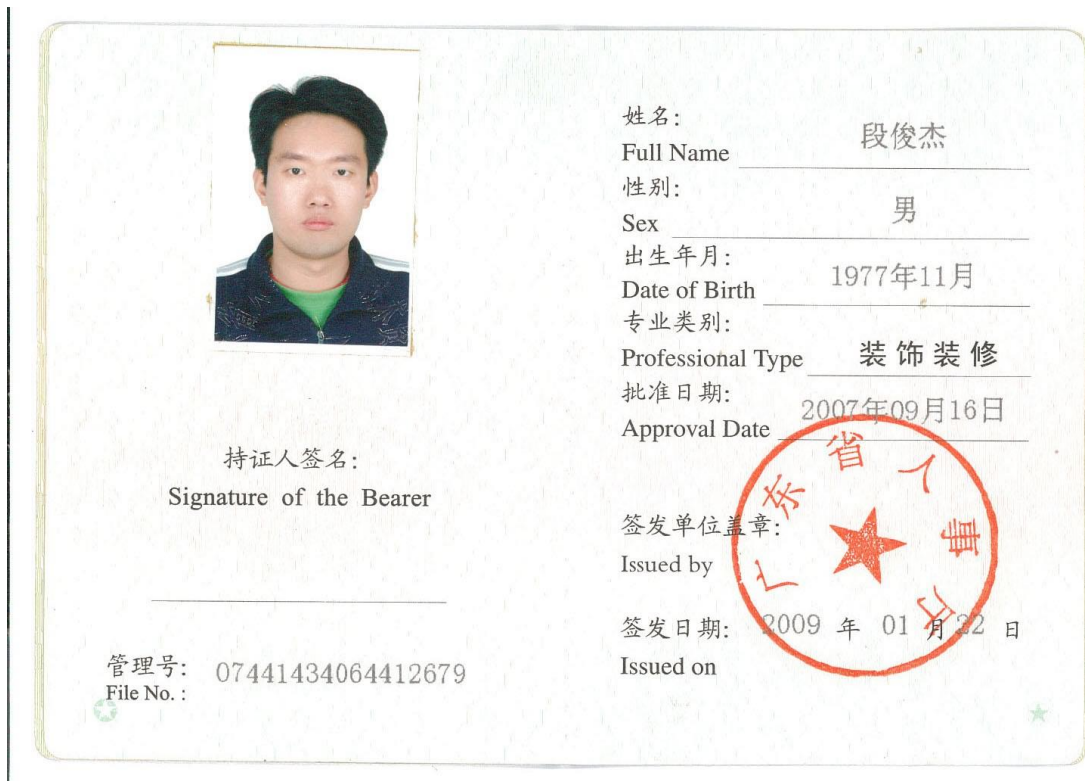 持证人签名:
Signature of the Bearer
管理号: 07441434064412679
File No. :
姓名: 段俊杰
Full Name
性别: 男
Sex
出生年月: 1977年11月
Date of Birth
专业类别:
Professional Type 装饰装修
批准日期: 2007年09月16日
Approval Date
签发单位盖章:
Issued by
广东省人事厅
签发日期: 2009 年 01 月 22 日
Issued on